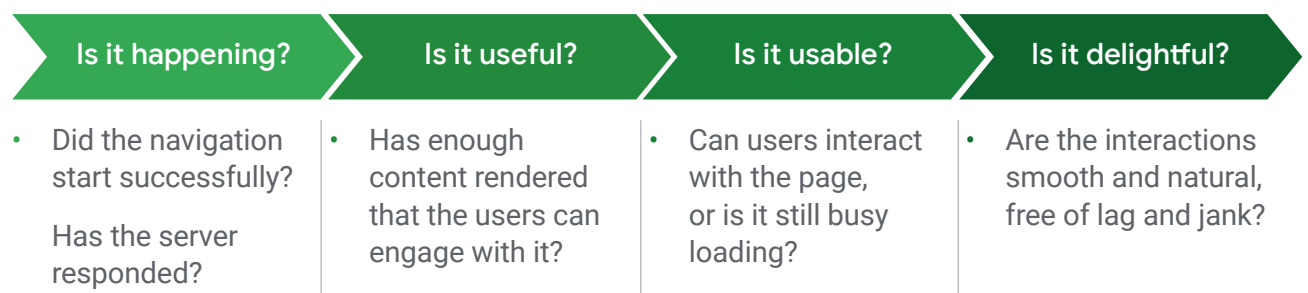 Is it happening?
Is it useful?
Is it usable?
Is it delightful?
• Did the navigation
start successfully?
Has the server
responded?
• Has enough
content rendered
that the users can
engage with it?
• Can users interact
with the page,
or is it still busy
loading?
• Are the interactions
smooth and natural,
free of lag and jank?